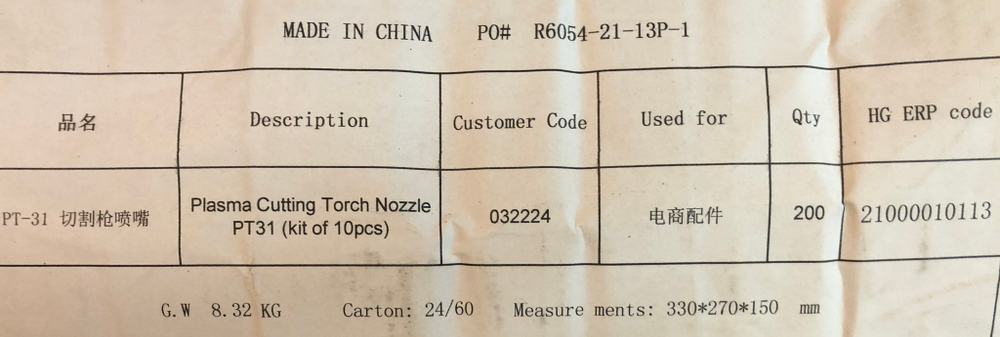 MADE IN CHINA PO# R6054-21-13P-1
品名 Description Customer Code Used for Qty HG ERP code
PT-31 切割枪喷嘴 Plasma Cutting Torch Nozzle PT31 (kit of 10pcs) 032224 电商配件 200 21000010113
G.W 8.32 KG Carton: 24/60 Measure ments: 330*270*150 mm